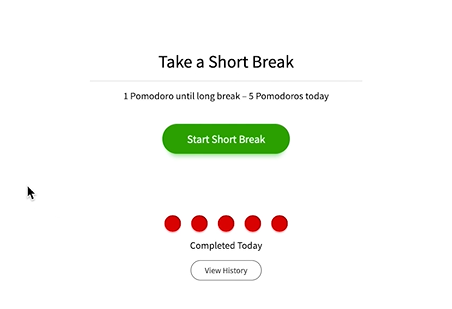 Take a Short Break
1 Pomodoro until long break – 5 Pomodoros today
Start Short Break
Completed Today
View History